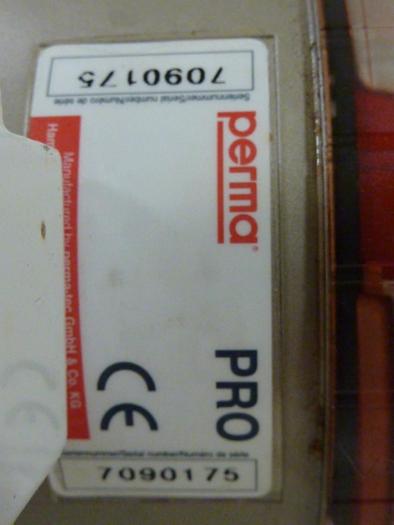 7090175
Seriennummer/Serial number/Numéro de série
perma®
PRO
CE
Manufactured by perma-tec GmbH & Co. KG
Seriennummer/Serial number/Numéro de série
7090175